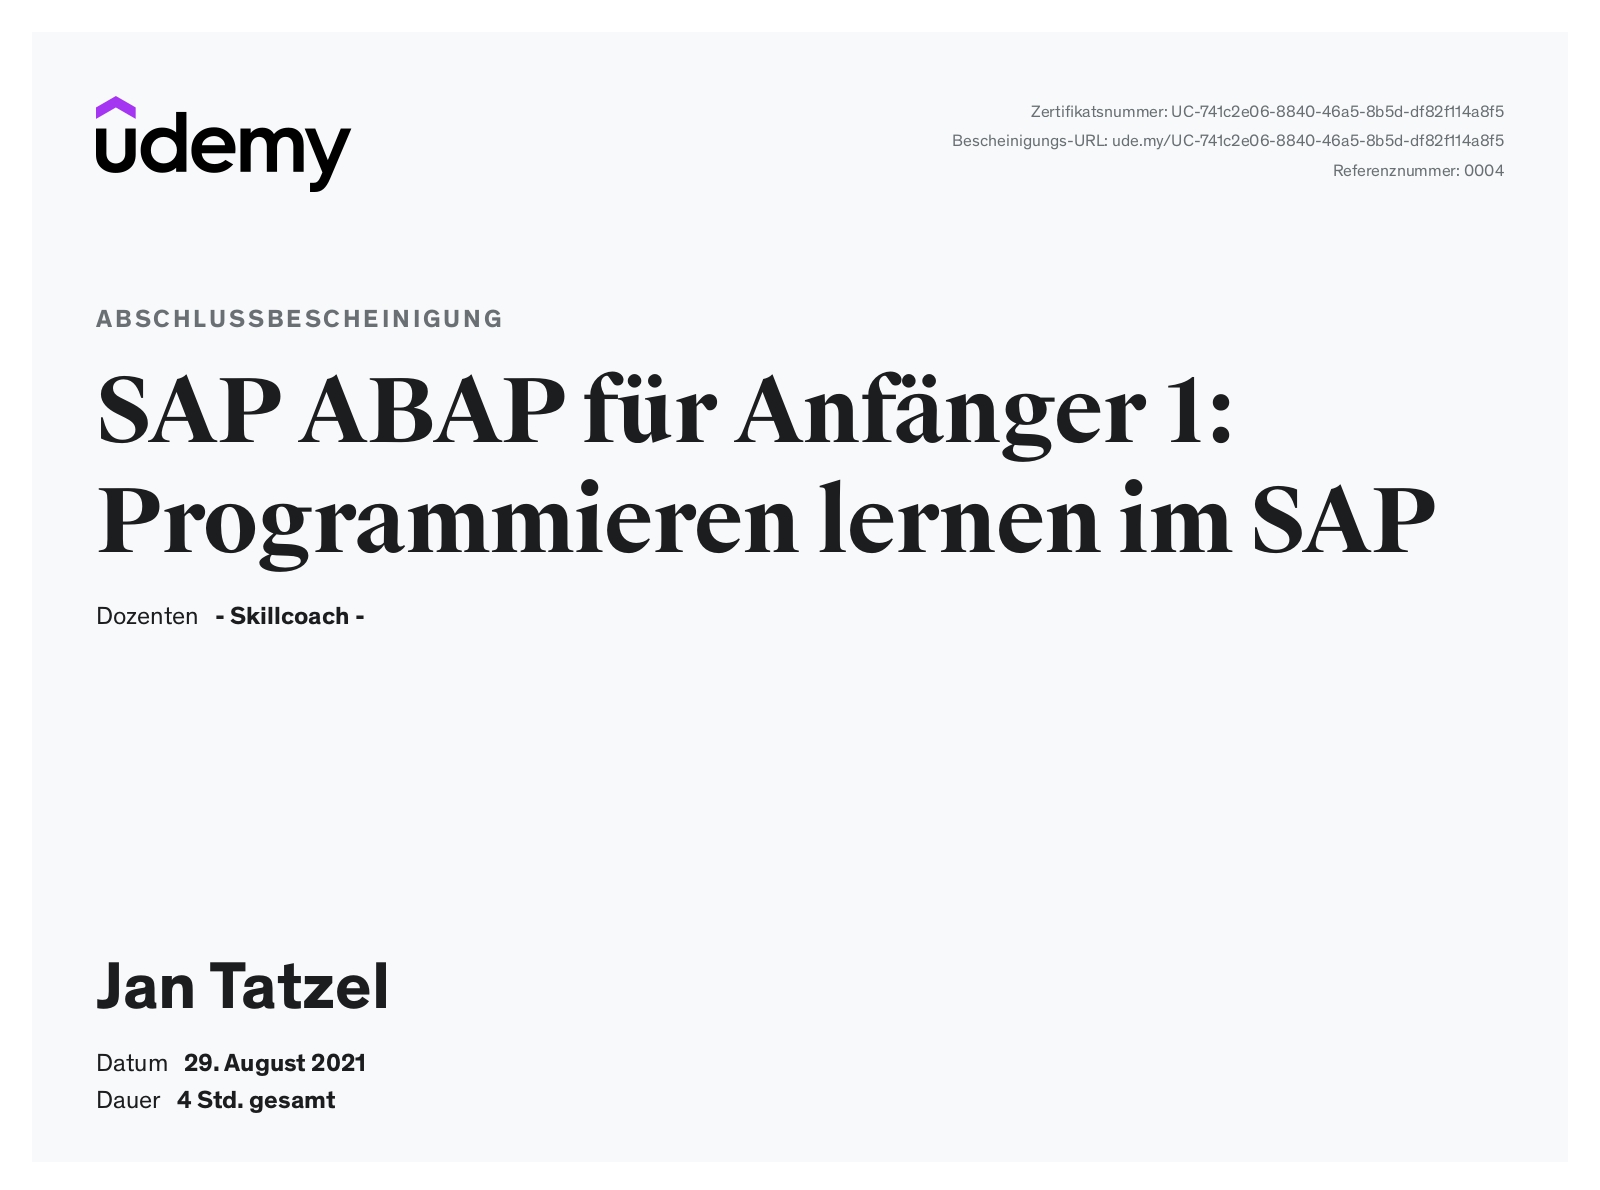 udemy
Zertifikatsnummer: UC-741c2e06-8840-46a5-8b5d-df82f114a8f5
Bescheinigungs-URL: ude.my/UC-741c2e06-8840-46a5-8b5d-df82f114a8f5
Referenznummer: 0004
ABSCHLUSSBESCHEINIGUNG
SAP ABAP für Anfänger 1:
Programmieren lernen im SAP
Dozenten - Skillcoach -
Jan Tatzel
Datum 29. August 2021
Dauer 4 Std. gesamt